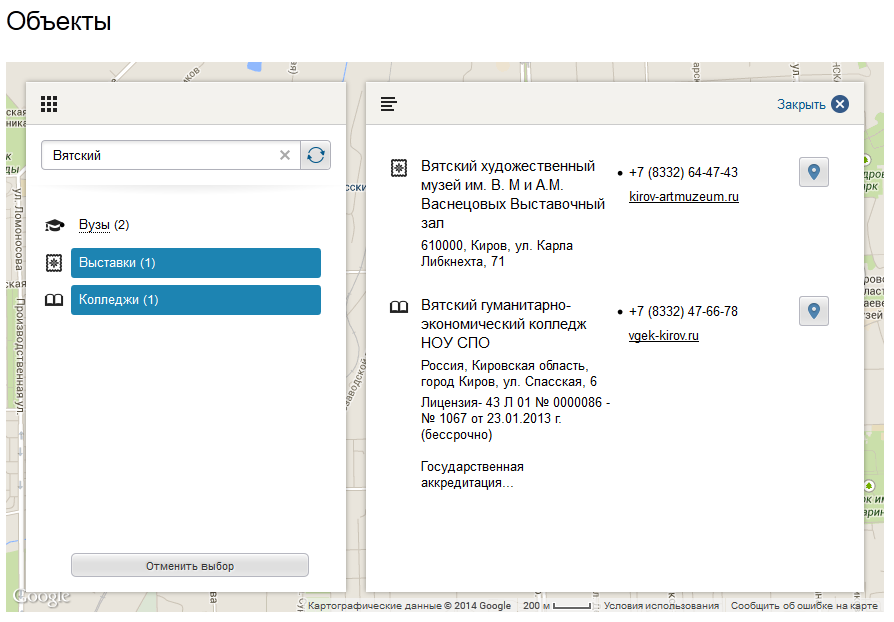 Объекты
Закрыть
Вятский
Вузы (2)
Выставки (1)
Колледжи (1)
Отменить выбор
Вятский художественный
музей им. В. М и А.М.
Васнецовых Выставочный
зал
610000, Киров, ул. Карла
Либкнехта, 71
+7 (8332) 64-47-43
kirov-artmuzeum.ru
Вятский гуманитарно-
экономический колледж
НОУ СПО
Россия, Кировская область,
город Киров, ул. Спасская, 6
Лицензия- 43 Л 01 № 0000086 -
№ 1067 от 23.01.2013 г.
(бессрочно)
Государственная
аккредитация...
+7 (8332) 47-66-78
vgek-kirov.ru
ул. Ломоносова
Производственная ул.
Google
Картографические данные © 2014 Google
200 м
Условия использования
Сообщить об ошибке на карте